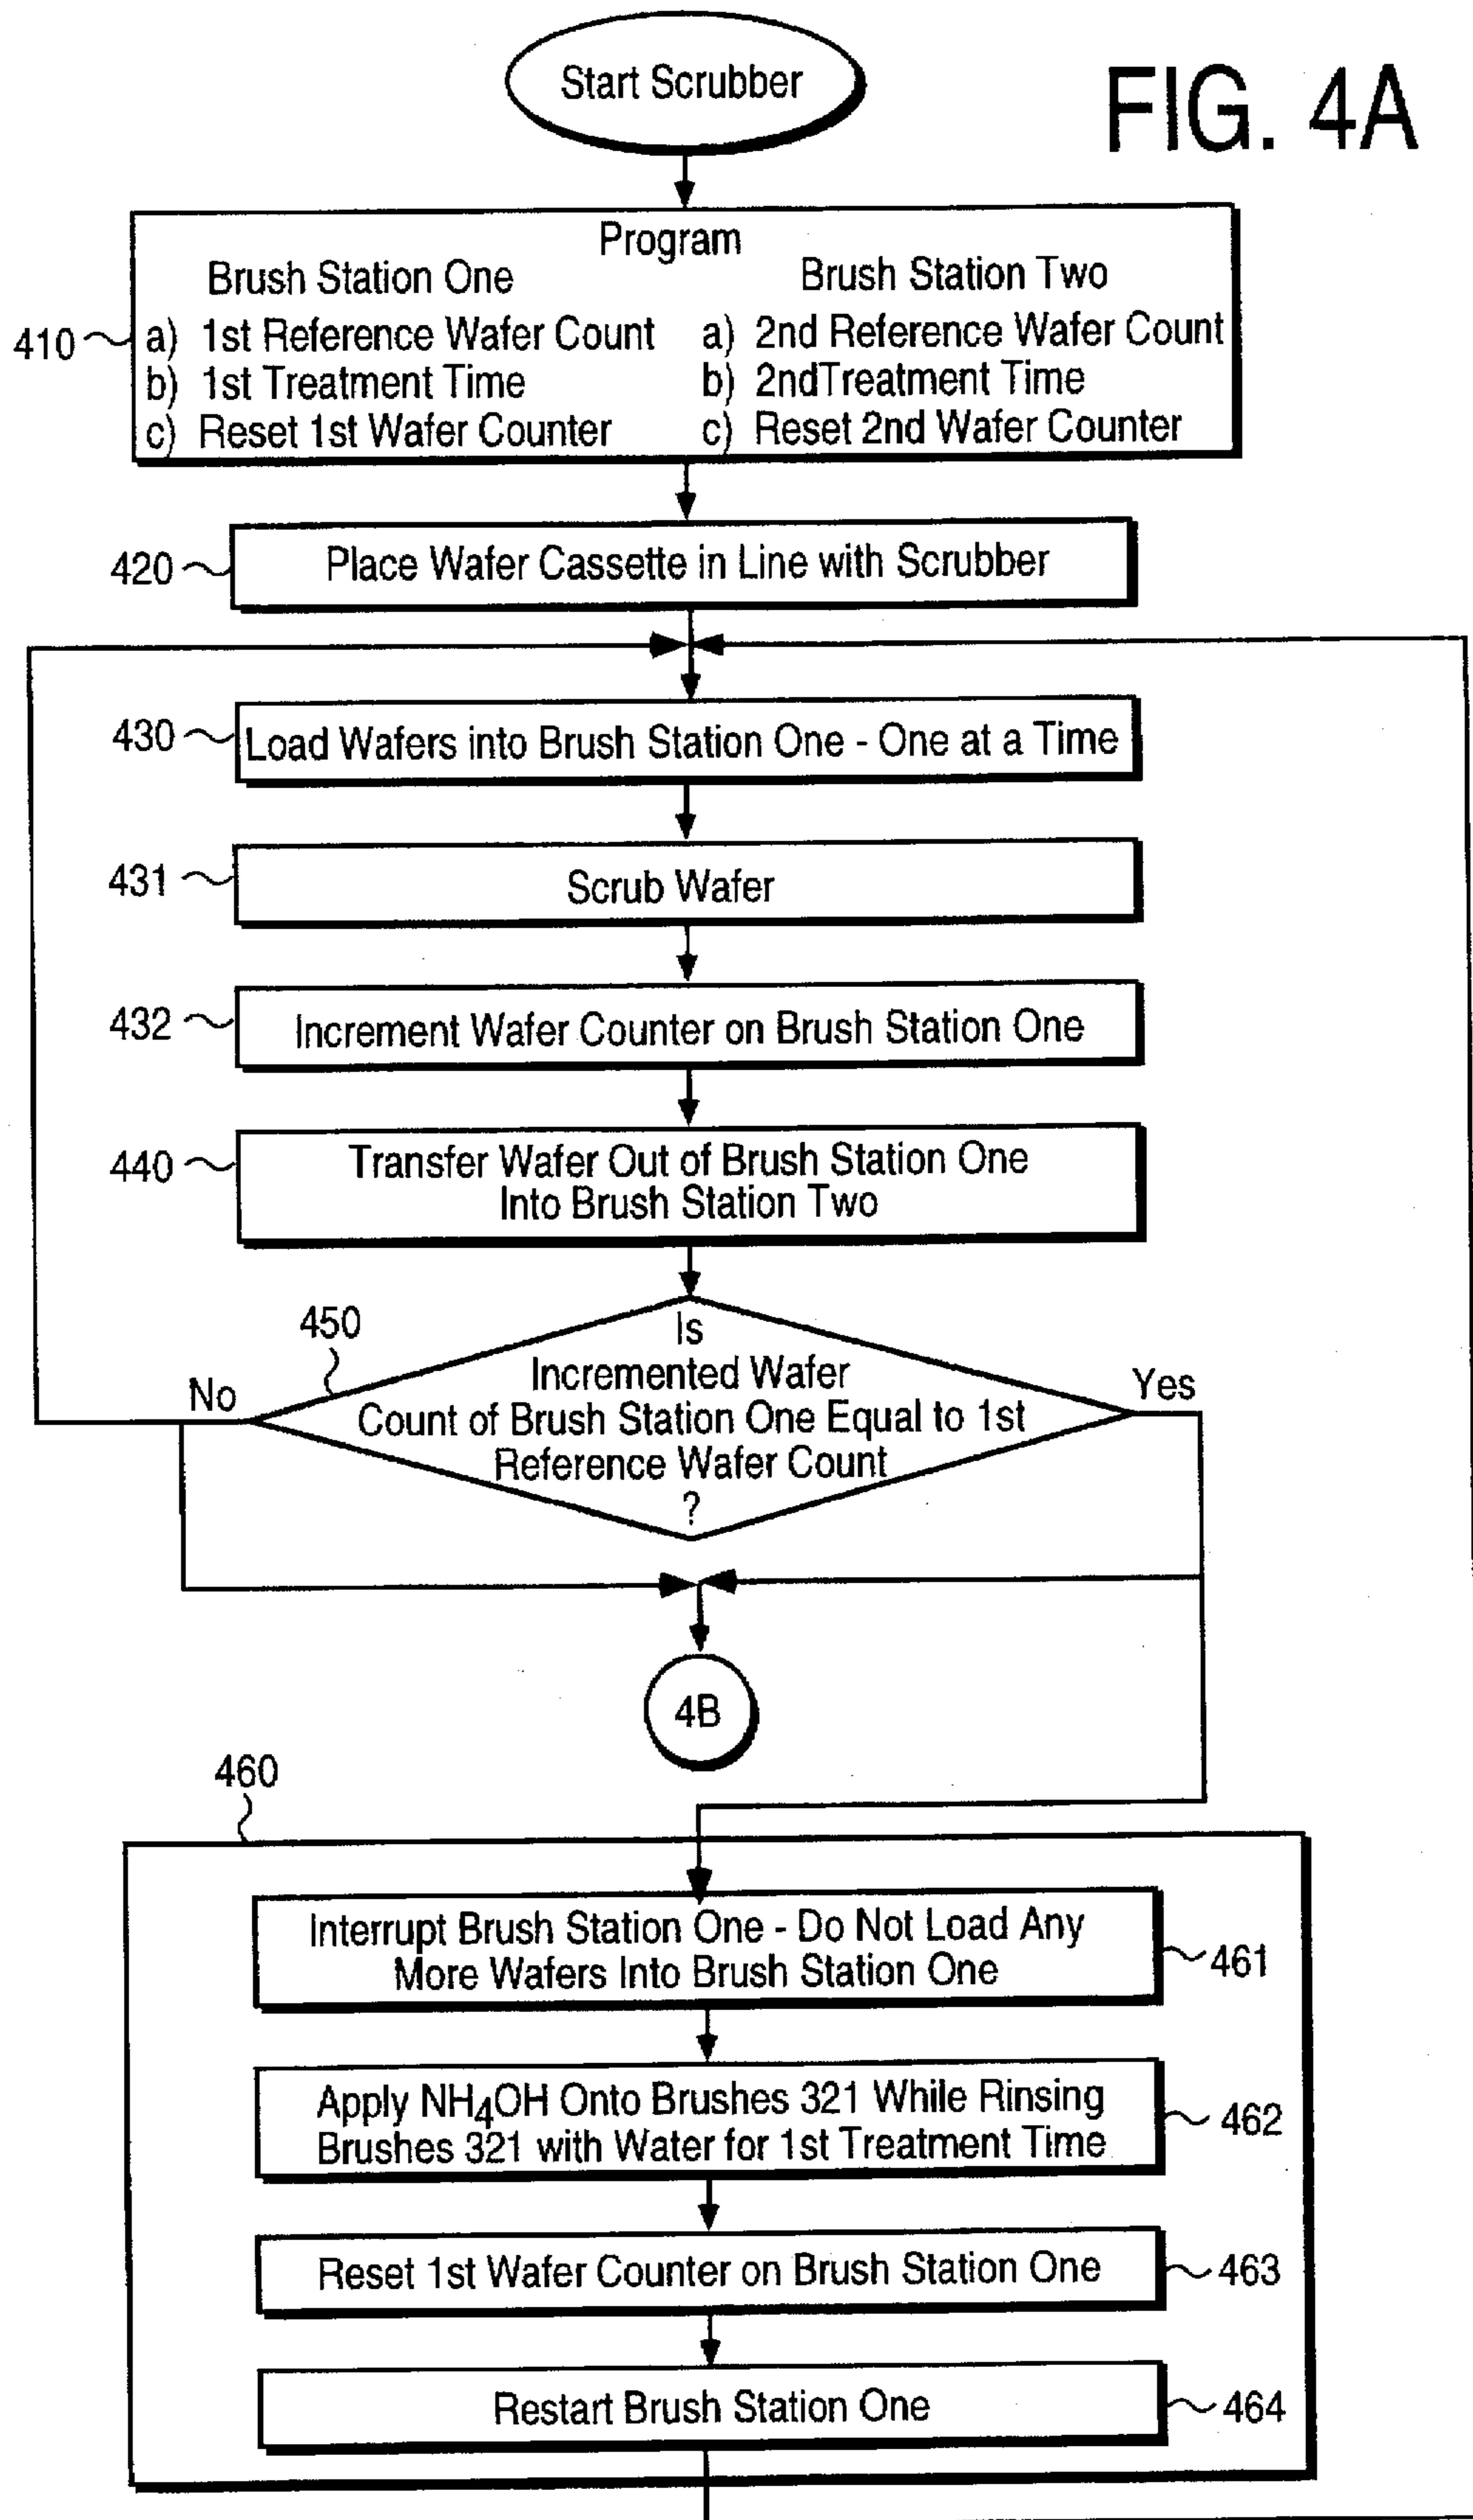 FIG. 4A
Start Scrubber
Program
Brush Station One
Brush Station Two
410
a) 1st Reference Wafer Count
a) 2nd Reference Wafer Count
b) 1st Treatment Time
b) 2ndTreatment Time
c) Reset 1st Wafer Counter
c) Reset 2nd Wafer Counter
420
Place Wafer Cassette in Line with Scrubber
430
Load Wafers into Brush Station One - One at a Time
431
Scrub Wafer
432
Increment Wafer Counter on Brush Station One
440
Transfer Wafer Out of Brush Station One
Into Brush Station Two
450
No
Yes
Is
Incremented Wafer
Count of Brush Station One Equal to 1st
Reference Wafer Count
?
4B
460
Interrupt Brush Station One - Do Not Load Any
More Wafers Into Brush Station One
461
Apply NH4OH Onto Brushes 321 While Rinsing
Brushes 321 with Water for 1st Treatment Time
462
Reset 1st Wafer Counter on Brush Station One
463
Restart Brush Station One
464